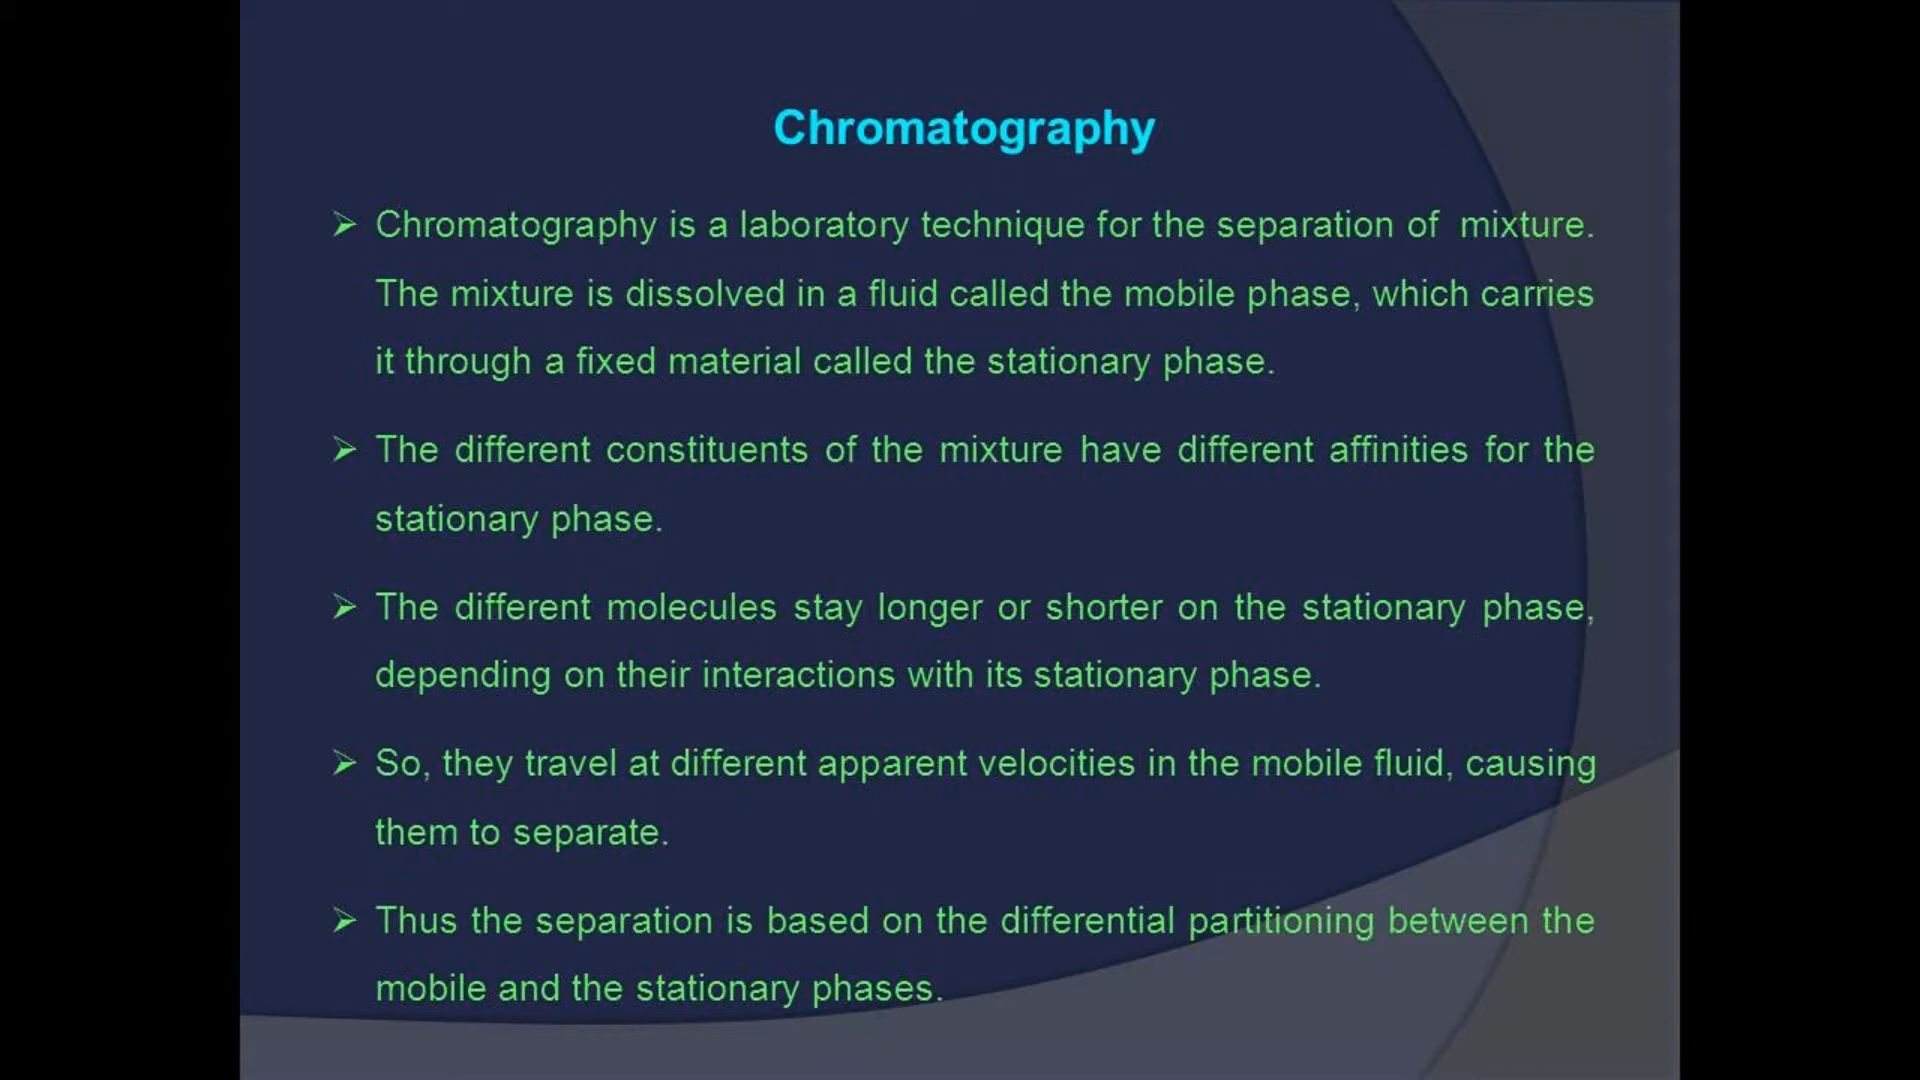 Chromatography
➢ Chromatography is a laboratory technique for the separation of mixture.
The mixture is dissolved in a fluid called the mobile phase, which carries
it through a fixed material called the stationary phase.
➢ The different constituents of the mixture have different affinities for the
stationary phase.
➢ The different molecules stay longer or shorter on the stationary phase,
depending on their interactions with its stationary phase.
➢ So, they travel at different apparent velocities in the mobile fluid, causing
them to separate.
➢ Thus the separation is based on the differential partitioning between the
mobile and the stationary phases.